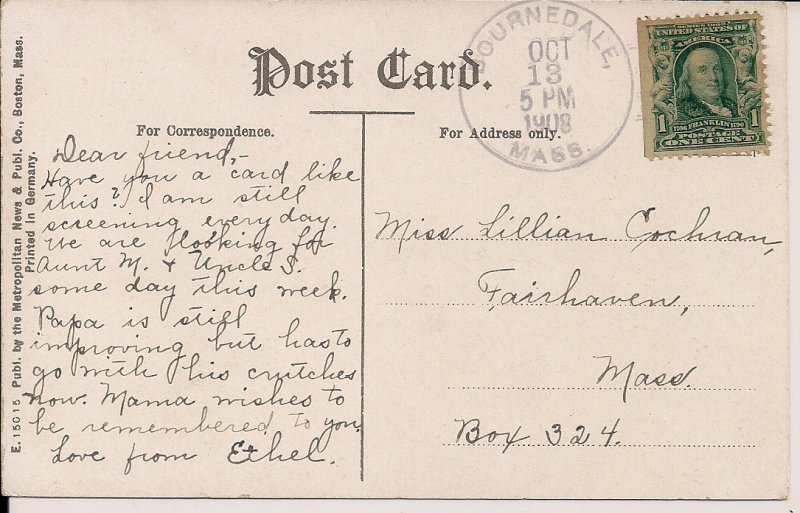 Post Card.
For Correspondence.
For Address only.
BOURNEDALE,
OCT
13
5 PM
1908
MASS.
SERIES 1902
UNITED STATES OF
AMERICA
1
1706 FRANKLIN 1790
POSTAGE
ONE CENT
1
Dear friend,-
Have you a card like
this? I am still
screening every day.
We are looking for
Aunt M. & Uncle S.
some day this week.
Papa is still
improving but has to
go with his crutches
now. Mama wishes to
be remembered to you.
Love from Ethel.
Miss Lillian Cochran,
Fairhaven,
Mass.
Box 324.
E.15015 Publ. by the Metropolitan News & Publ. Co., Boston, Mass.
Printed in Germany.